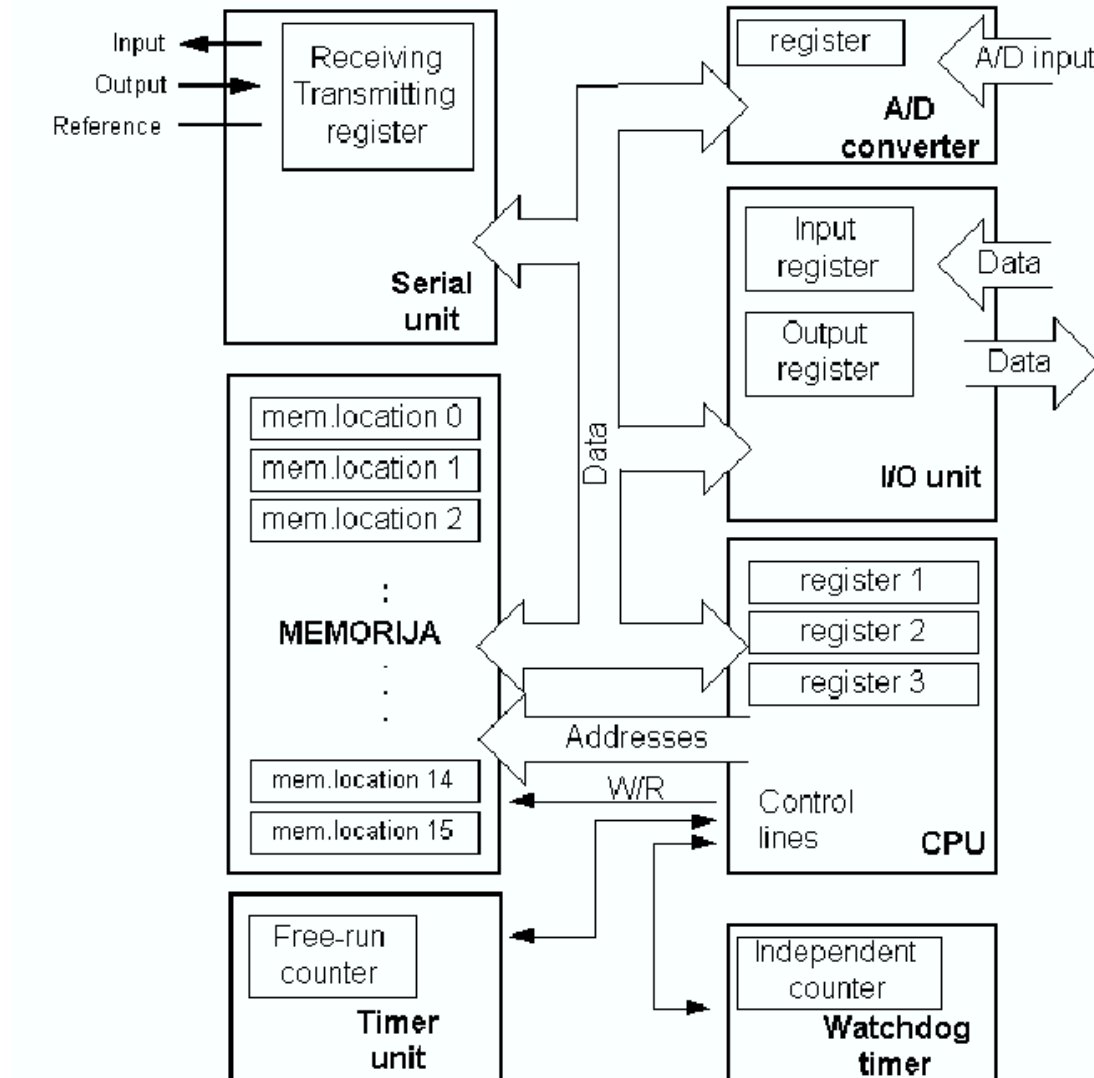 Input
Output
Reference
Receiving
Transmitting
register
Serial
unit
register
A/D input
A/D
converter
Input
register
Data
Output
register
Data
I/O unit
Data
mem.location 0
mem.location 1
mem.location 2
:
MEMORIJA
.
.
.
mem.location 14
mem.location 15
register 1
register 2
register 3
Addresses
W/R
Control
lines
CPU
Free-run
counter
Timer
unit
Independent
counter
Watchdog
timer